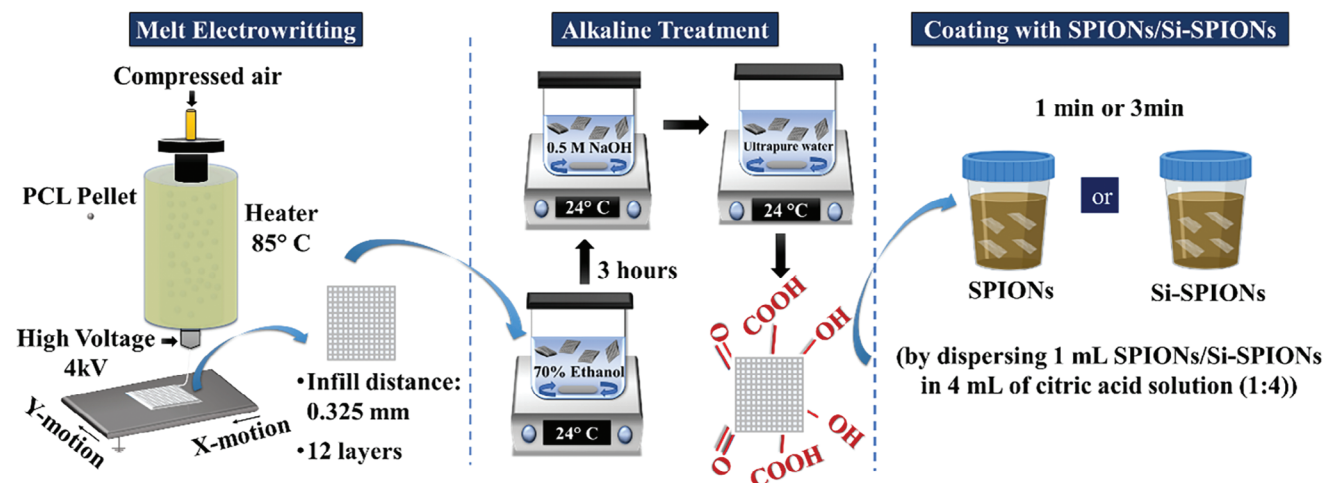 Melt Electrowritting
Compressed air
PCL Pellet
Heater
85° C
High Voltage
4kV
Y-motion
X-motion
•Infill distance:
0.325 mm
•12 layers
Alkaline Treatment
0.5 M NaOH
24° C
Ultrapure water
24 °C
3 hours
70% Ethanol
24° C
COOH
O
OH
OH
O
COOH
Coating with SPIONs/Si-SPIONs
1 min or 3min
or
SPIONs
Si-SPIONs
(by dispersing 1 mL SPIONs/Si-SPIONs
in 4 mL of citric acid solution (1:4))